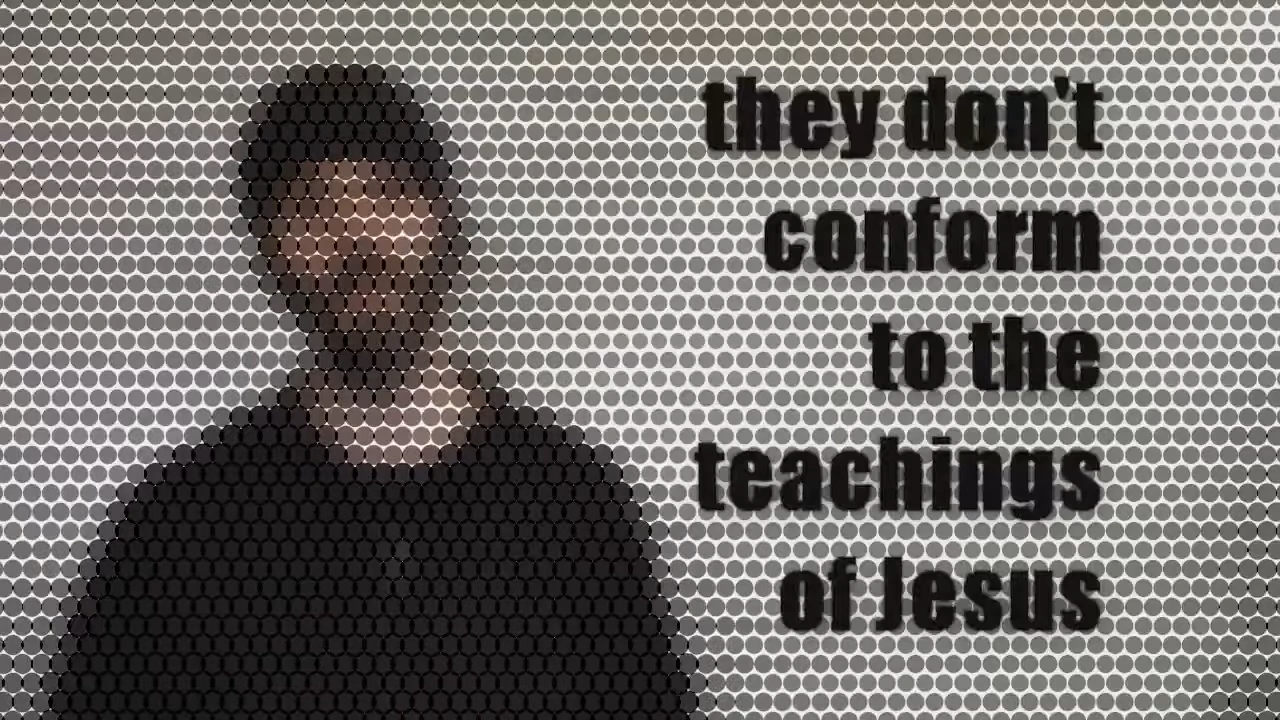 they don't
conform
to the
teachings
of Jesus